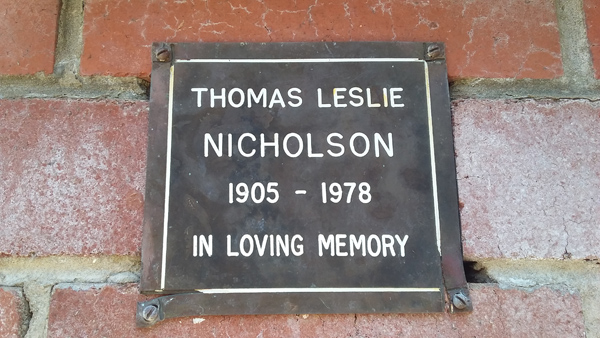 THOMAS LESLIE
NICHOLSON
1905 - 1978
IN LOVING MEMORY